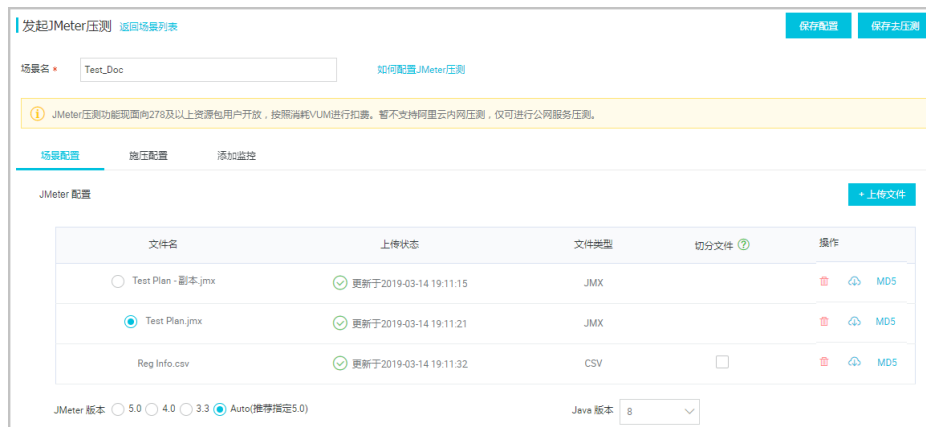 发起JMeter压测 返回场景列表 保存配置 保存去压测
场景名 * Test_Doc 如何配置JMeter压测
JMeter压测功能现面向278及以上资源包用户开放，按照消耗VUM进行扣费。暂不支持阿里云内网压测，仅可进行公网服务压测。
场景配置 施压配置 添加监控
JMeter 配置 + 上传文件
文件名 上传状态 文件类型 切分文件 ? 操作
Test Plan - 副本.jmx 更新于2019-03-14 19:11:15 JMX MD5
Test Plan.jmx 更新于2019-03-14 19:11:21 JMX MD5
Reg Info.csv 更新于2019-03-14 19:11:32 CSV MD5
JMeter 版本 5.0 4.0 3.3 Auto(推荐指定5.0) Java 版本 8